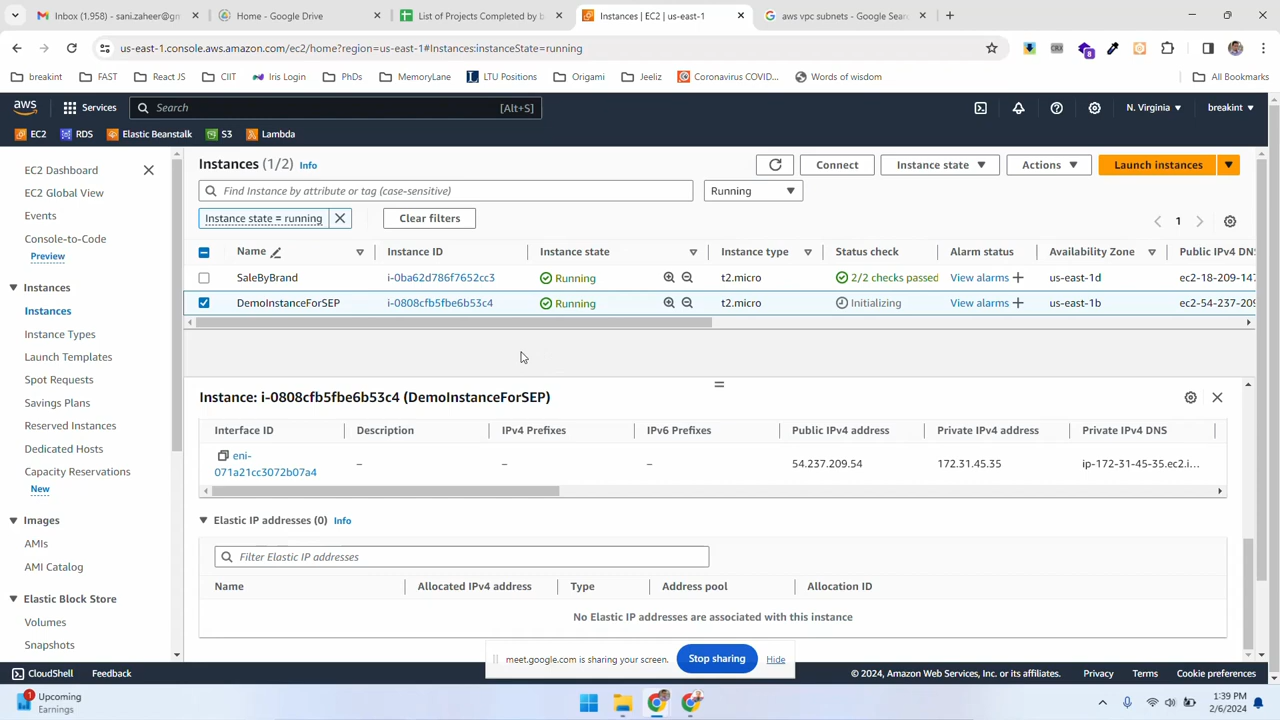 Inbox (1,958) - sani.zaheer@gm
Home - Google Drive
List of Projects Completed by b
Instances | EC2 | us-east-1
aws vpc subnets - Google Sear
us-east-1.console.aws.amazon.com/ec2/home?region=us-east-1#Instances:instanceState=running
CRX
8
breakint
FAST
React JS
CIIT
Iris Login
PhDs
MemoryLane
LTU Positions
Origami
Jeeliz
Coronavirus COVID...
Words of wisdom
All Bookmarks
aws
Services
Search
[Alt+S]
N. Virginia
breakint
EC2
RDS
Elastic Beanstalk
S3
Lambda
EC2 Dashboard
EC2 Global View
Events
Console-to-Code
Preview
Instances
Instances
Instance Types
Launch Templates
Spot Requests
Savings Plans
Reserved Instances
Dedicated Hosts
Capacity Reservations
New
Images
AMIs
AMI Catalog
Elastic Block Store
Volumes
Snapshots
Instances (1/2) Info
Connect
Instance state
Actions
Launch instances
Find Instance by attribute or tag (case-sensitive)
Running
Instance state = running
Clear filters
1
Name Instance ID Instance state Instance type Status check Alarm status Availability Zone Public IPv4 DNS
SaleByBrand i-0ba62d786f7652cc3 Running t2.micro 2/2 checks passed View alarms us-east-1d ec2-18-209-147
DemoInstanceForSEP i-0808cfb5fbe6b53c4 Running t2.micro Initializing View alarms us-east-1b ec2-54-237-209
Instance: i-0808cfb5fbe6b53c4 (DemoInstanceForSEP)
Interface ID Description IPv4 Prefixes IPv6 Prefixes Public IPv4 address Private IPv4 address Private IPv4 DNS
eni-
071a21cc3072b07a4 – – – 54.237.209.54 172.31.45.35 ip-172-31-45-35.ec2.i...
Elastic IP addresses (0) Info
Filter Elastic IP addresses
Name Allocated IPv4 address Type Address pool Allocation ID
No Elastic IP addresses are associated with this instance
meet.google.com is sharing your screen.
Stop sharing
Hide
CloudShell
Feedback
© 2024, Amazon Web Services, Inc. or its affiliates.
Privacy
Terms
Cookie preferences
1
Upcoming
Earnings
1:39 PM
2/6/2024